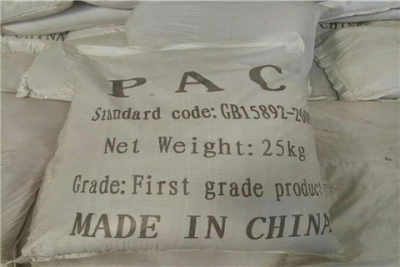 PAC
Standard code: GB15892-200
Net Weight: 25kg
Grade: First grade product
MADE IN CHINA